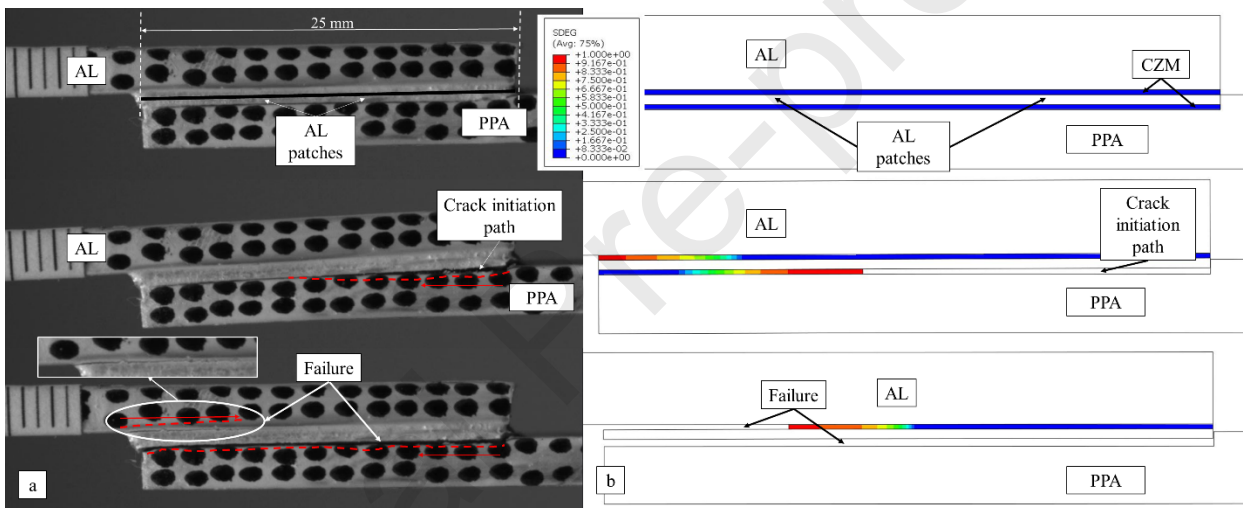 25 mm
AL
AL
patches
PPA
SDEG
(Avg: 75%)
+1.000e+00
+9.167e-01
+8.333e-01
+7.500e-01
+6.667e-01
+5.833e-01
+5.000e-01
+4.167e-01
+3.333e-01
+2.500e-01
+1.667e-01
+8.333e-02
+0.000e+00
AL
CZM
AL
patches
PPA
Crack initiation
path
AL
PPA
AL
Crack
initiation
path
PPA
Failure
a
Failure
AL
PPA
b
Pre-p